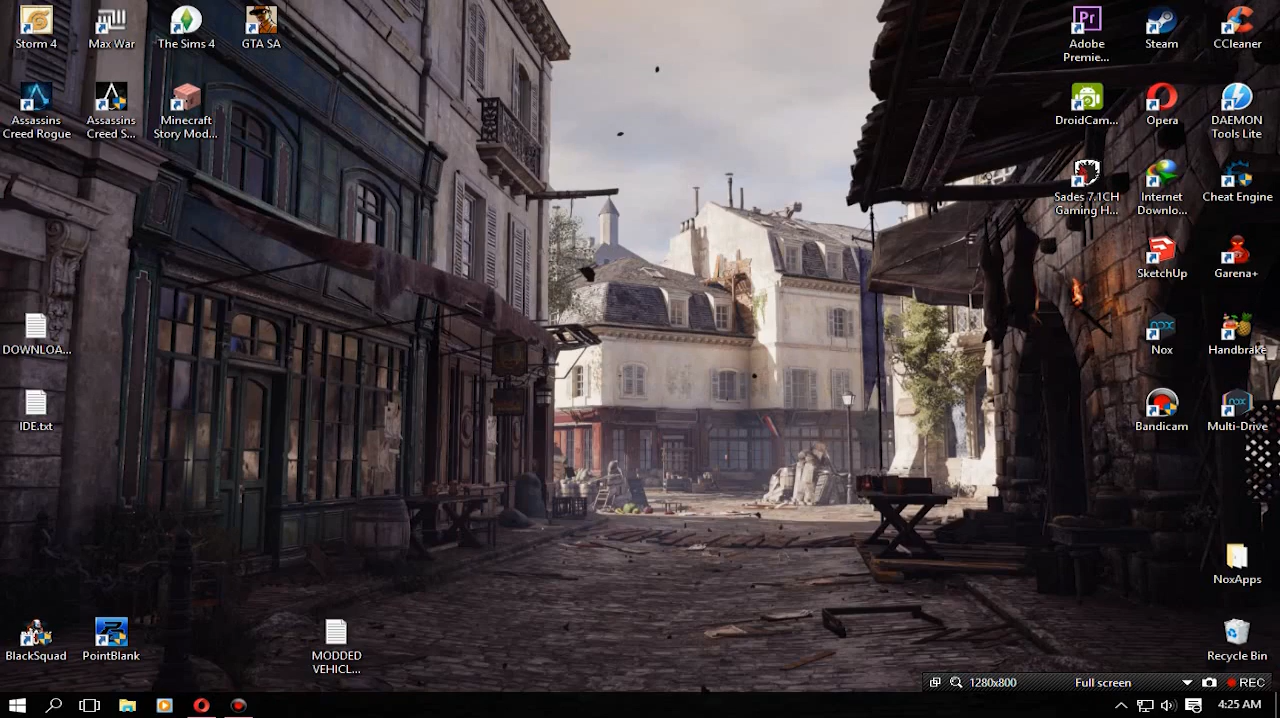 Storm 4
Max War
The Sims 4
GTA SA
Adobe
Premie...
Steam
CCleaner
Assassins
Creed Rogue
Assassins
Creed S...
Minecraft
Story Mod...
DroidCam...
Opera
DAEMON
Tools Lite
Sades 7.1CH
Gaming H...
Internet
Downlo...
Cheat Engine
SketchUp
Garena+
DOWNLOA...
Nox
Handbrake
IDE.txt
Bandicam
Multi-Drive
NoxApps
BlackSquad
PointBlank
MODDED
VEHICL...
Recycle Bin
1280x800 Full screen REC
4:25 AM